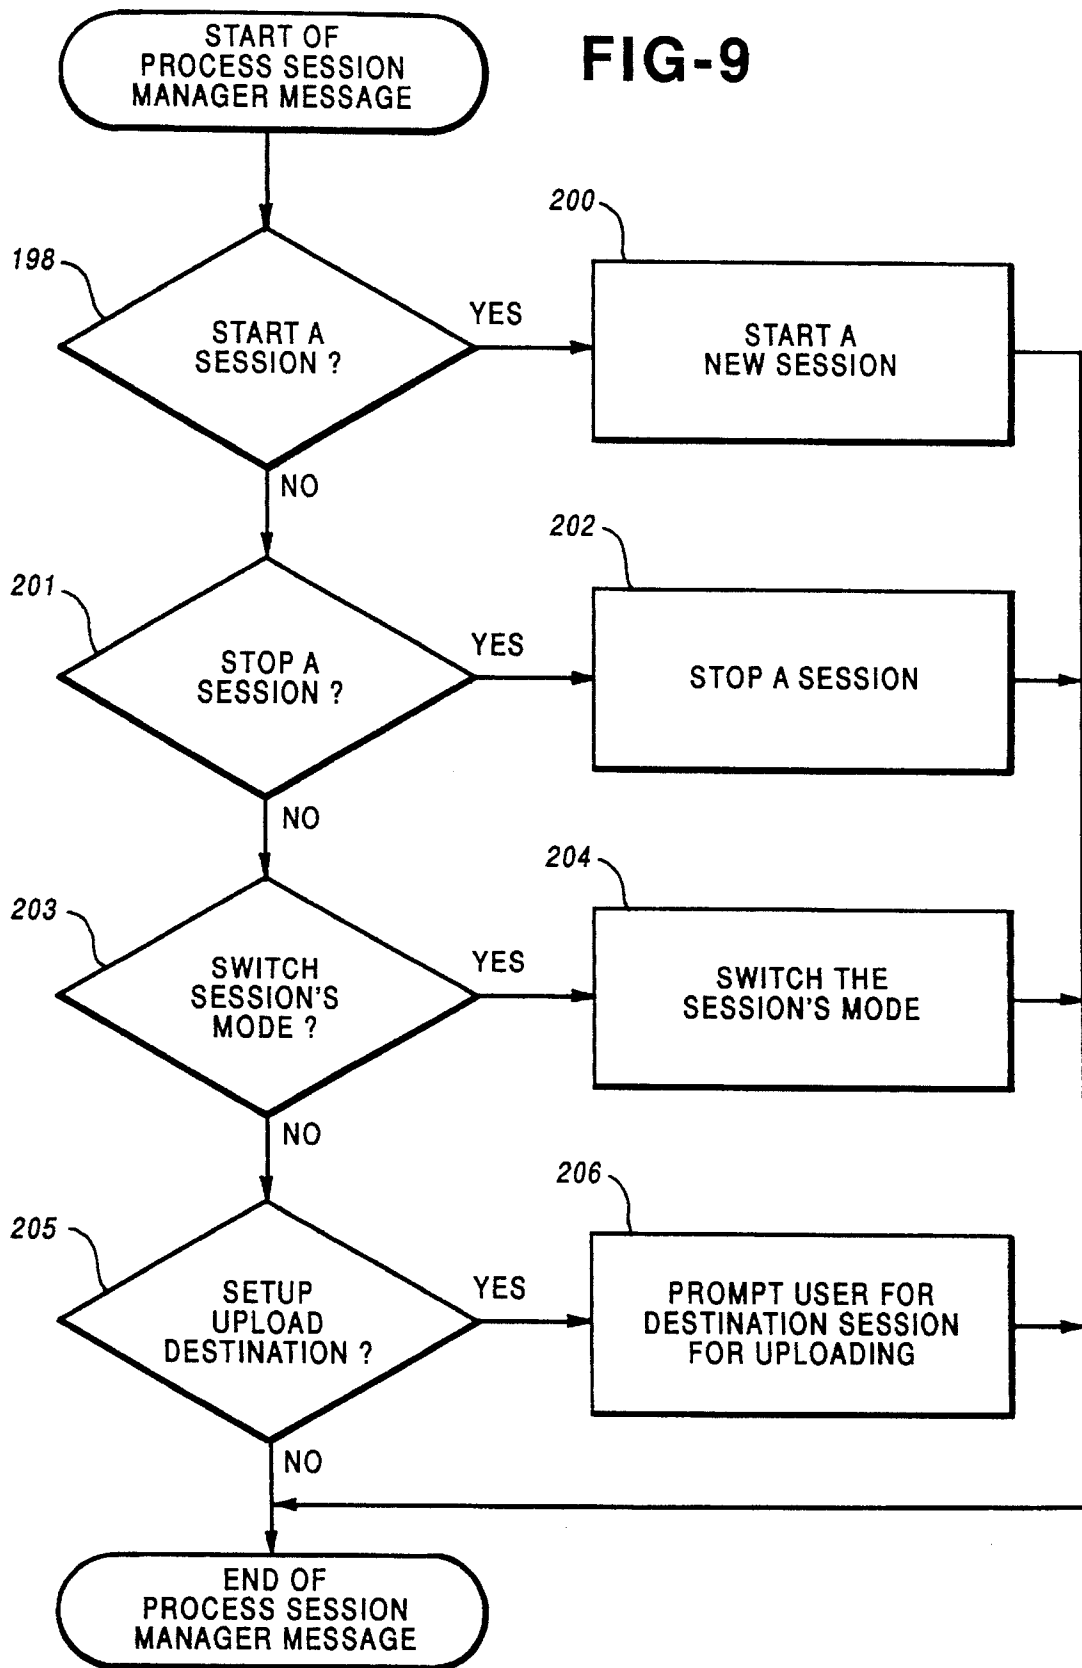 START OF
PROCESS SESSION
MANAGER MESSAGE
FIG-9
198
START A
SESSION ?
YES
NO
200
START A
NEW SESSION
201
STOP A
SESSION ?
YES
NO
202
STOP A SESSION
203
SWITCH
SESSION'S
MODE ?
YES
NO
204
SWITCH THE
SESSION'S MODE
205
SETUP
UPLOAD
DESTINATION ?
YES
NO
206
PROMPT USER FOR
DESTINATION SESSION
FOR UPLOADING
END OF
PROCESS SESSION
MANAGER MESSAGE